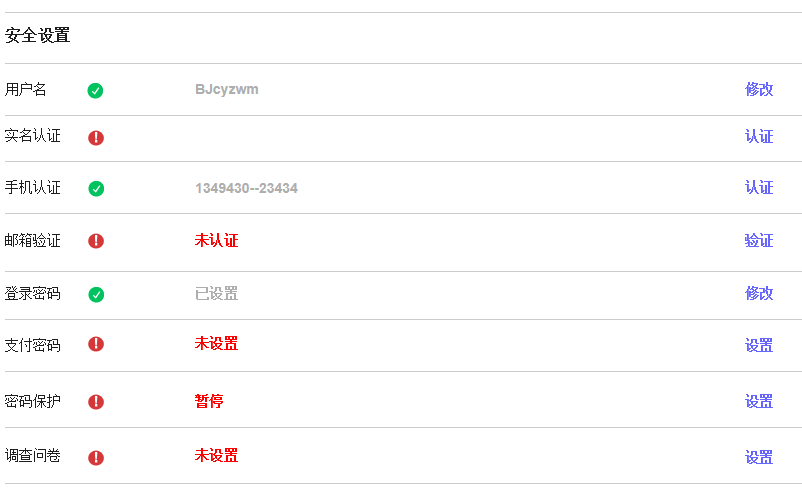 安全设置
用户名 BJcyzwm 修改
实名认证 认证
手机认证 1349430--23434 认证
邮箱验证 未认证 验证
登录密码 已设置 修改
支付密码 未设置 设置
密码保护 暂停 设置
调查问卷 未设置 设置